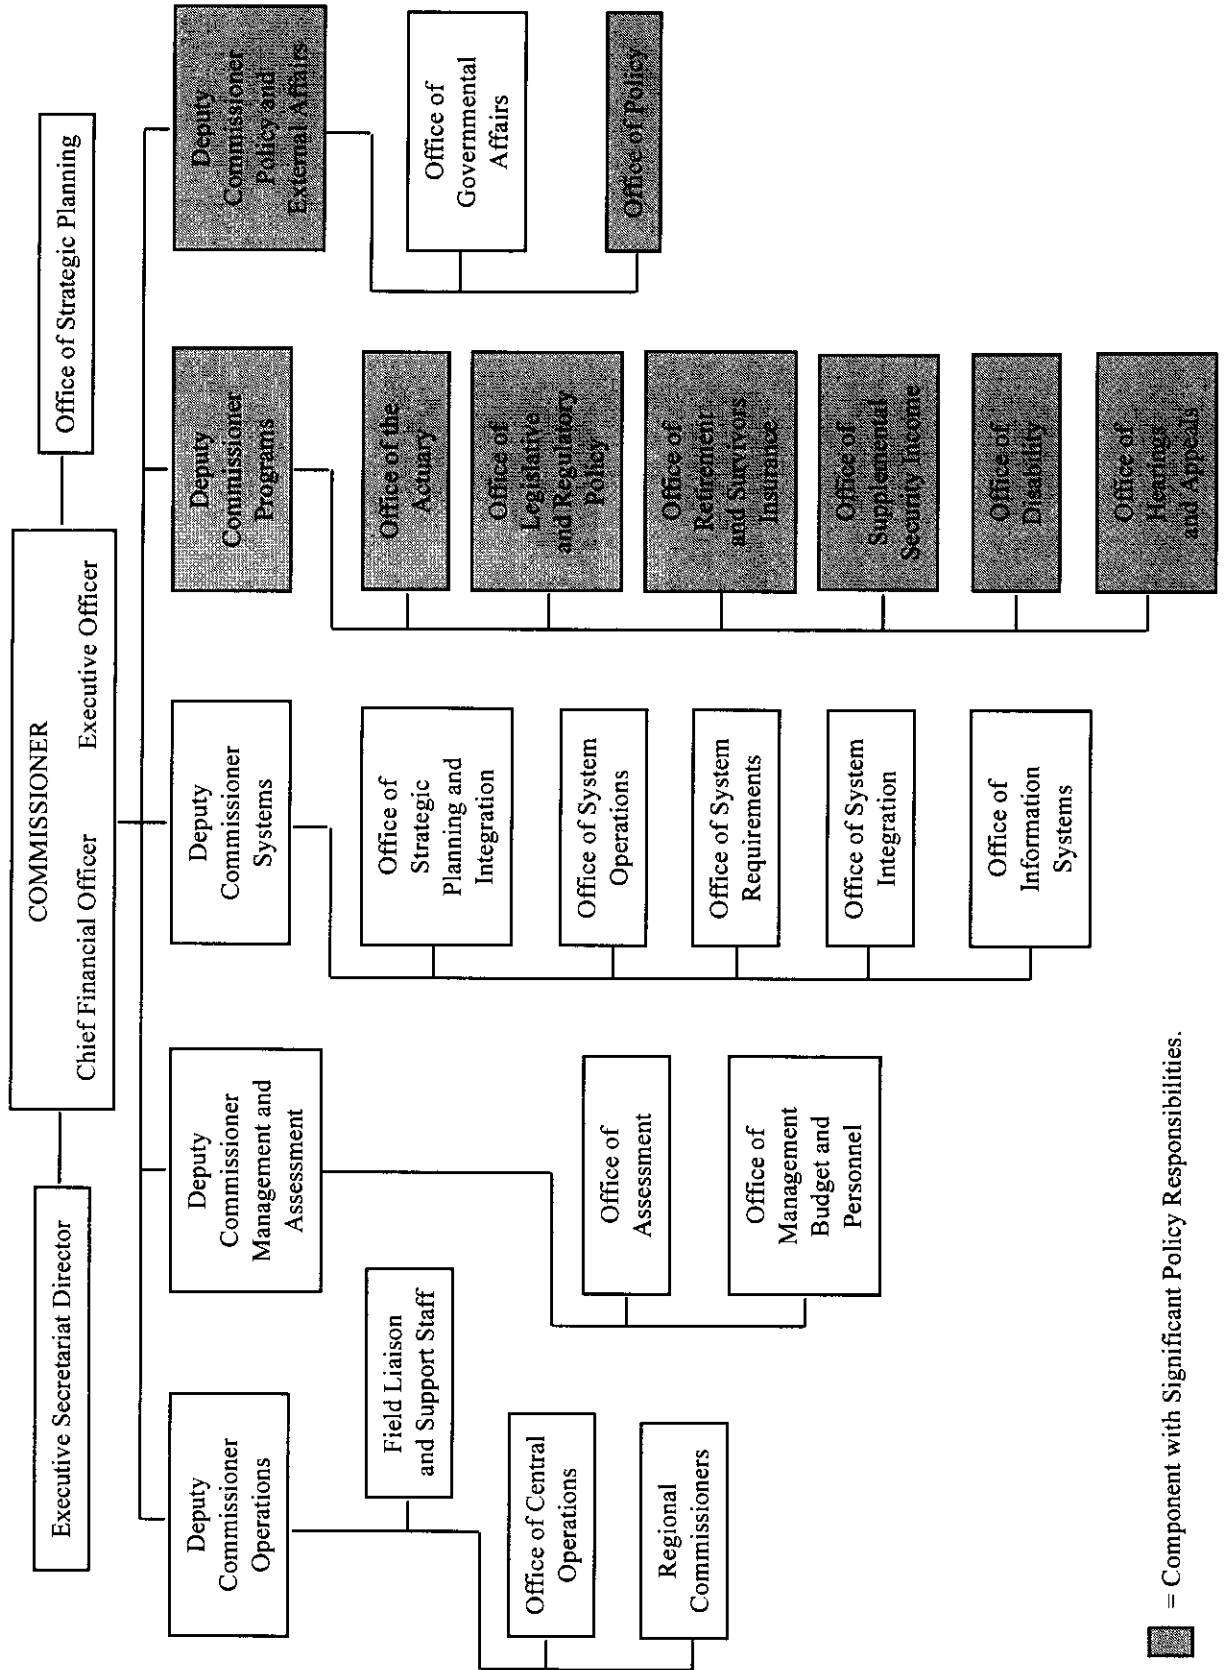 COMMISSIONER
Chief Financial Officer Executive Officer
Executive Secretariat Director
Office of Strategic Planning
Deputy
Commissioner
Operations
Field Liaison
and Support Staff
Office of Central
Operations
Regional
Commissioners
Deputy
Commissioner
Management and
Assessment
Office of
Assessment
Office of
Management
Budget and
Personnel
Deputy
Commissioner
Systems
Office of
Strategic
Planning and
Integration
Office of System
Operations
Office of System
Requirements
Office of System
Integration
Office of
Information
Systems
Deputy
Commissioner
Programs
Office of the
Actuary
Office of
Legislative
and Regulatory
Policy
Office of
Retirement
and Survivors
Insurance
Office of
Supplemental
Security Income
Office of
Disability
Office of
Hearings
and Appeals
Deputy
Commissioner
Policy and
External Affairs
Office of
Governmental
Affairs
Office of Policy
= Component with Significant Policy Responsibilities.